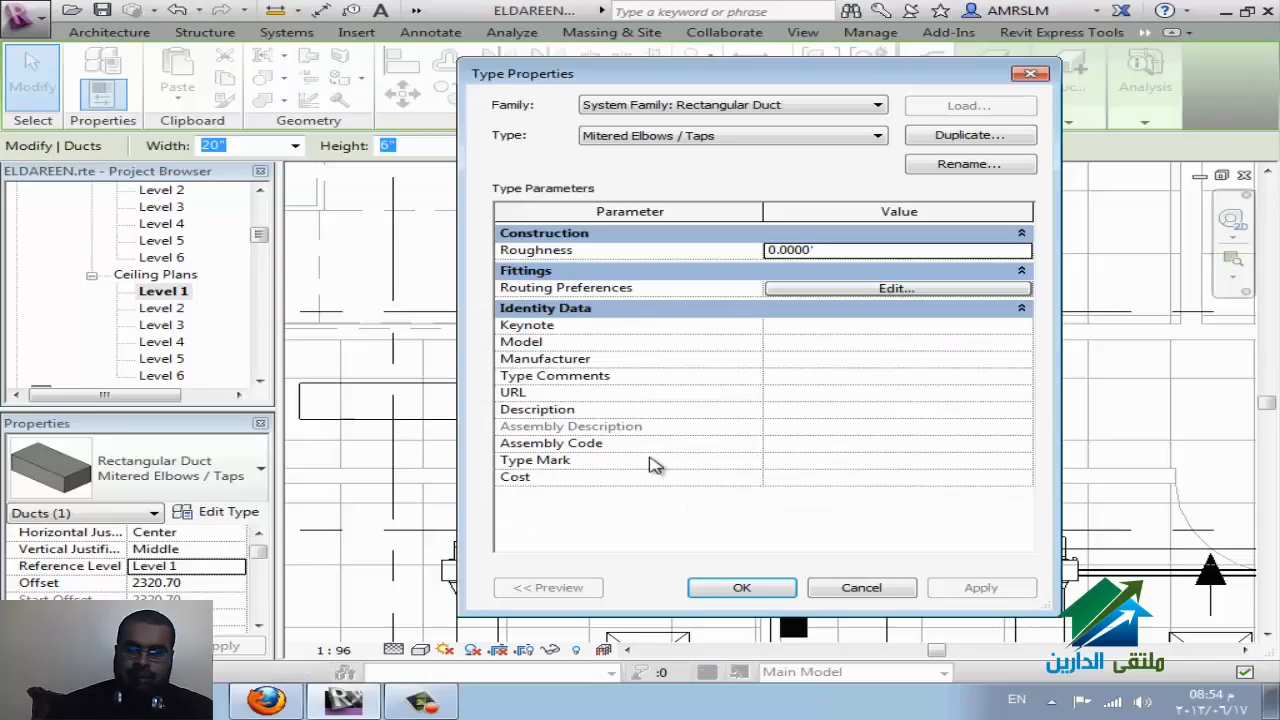 ELDAREEN...
Type a keyword or phrase
AMRSLM
Architecture
Structure
Systems
Insert
Annotate
Analyze
Massing & Site
Collaborate
View
Manage
Add-Ins
Revit Express Tools
Modify
Paste
Analysis
Select
Properties
Clipboard
Geometry
Modify | Ducts
Width: 20"
Height: 6"
ELDAREEN.rte - Project Browser
Level 2
Level 3
Level 4
Level 5
Level 6
Ceiling Plans
Level 1
Level 2
Level 3
Level 4
Level 5
Level 6
Properties
Rectangular Duct
Mitered Elbows / Taps
Ducts (1)
Edit Type
Horizontal Jus... Center
Vertical Justifi... Middle
Reference Level Level 1
Offset 2320.70
Start Offset 2320.70
Type Properties
Family: System Family: Rectangular Duct Load...
Type: Mitered Elbows / Taps Duplicate...
Rename...
Type Parameters
Parameter Value
Construction
Roughness 0.0000'
Fittings
Routing Preferences Edit...
Identity Data
Keynote
Model
Manufacturer
Type Comments
URL
Description
Assembly Description
Assembly Code
Type Mark
Cost
<< Preview OK Cancel Apply
ملتقى الدارين
1 : 96
:0
Main Model
EN
08:54 م
٢٠١٣/٠٦/١٧